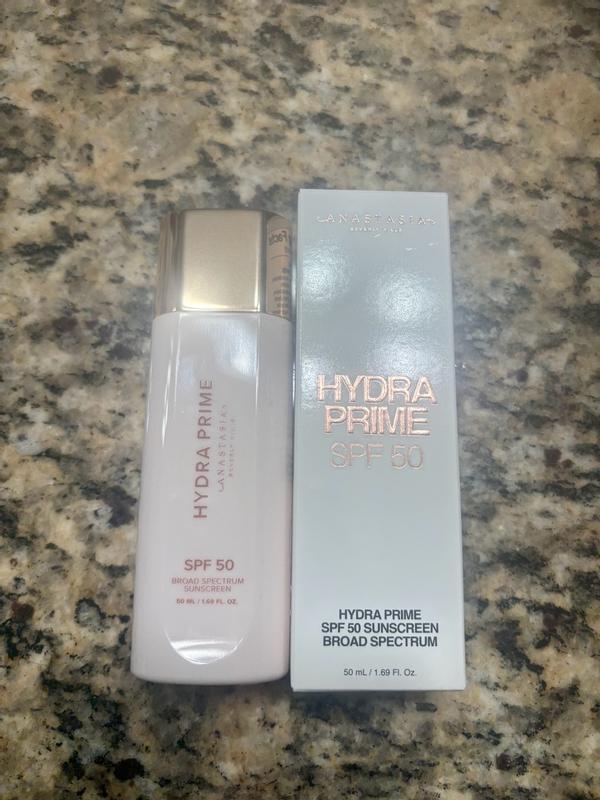 HYDRA PRIME
ANASTASIA
BEVERLY HILLS
SPF 50
BROAD SPECTRUM
SUNSCREEN
50 ML / 1.69 FL. OZ.
ANASTASIA
BEVERLY HILLS
HYDRA
PRIME
SPF 50
HYDRA PRIME
SPF 50 SUNSCREEN
BROAD SPECTRUM
50 mL / 1.69 Fl. Oz.